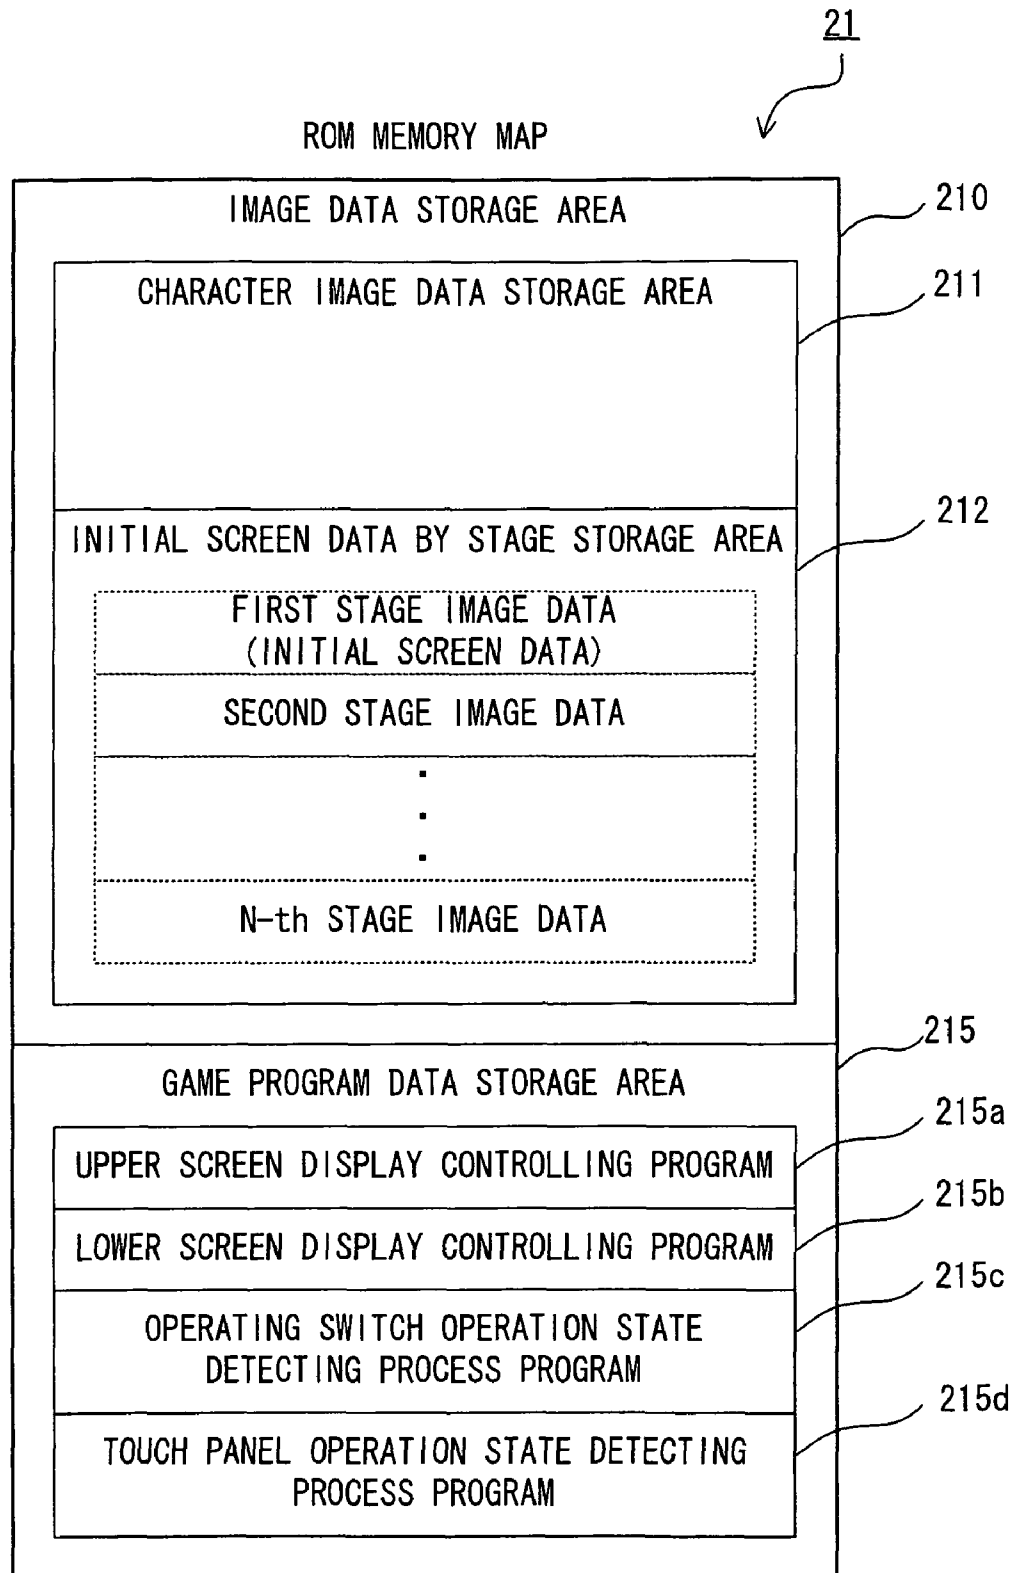 21
ROM MEMORY MAP
IMAGE DATA STORAGE AREA
210
CHARACTER IMAGE DATA STORAGE AREA
211
INITIAL SCREEN DATA BY STAGE STORAGE AREA
212
FIRST STAGE IMAGE DATA
(INITIAL SCREEN DATA)
SECOND STAGE IMAGE DATA
N-th STAGE IMAGE DATA
215
GAME PROGRAM DATA STORAGE AREA
215a
UPPER SCREEN DISPLAY CONTROLLING PROGRAM
215b
LOWER SCREEN DISPLAY CONTROLLING PROGRAM
215c
OPERATING SWITCH OPERATION STATE
DETECTING PROCESS PROGRAM
215d
TOUCH PANEL OPERATION STATE DETECTING
PROCESS PROGRAM